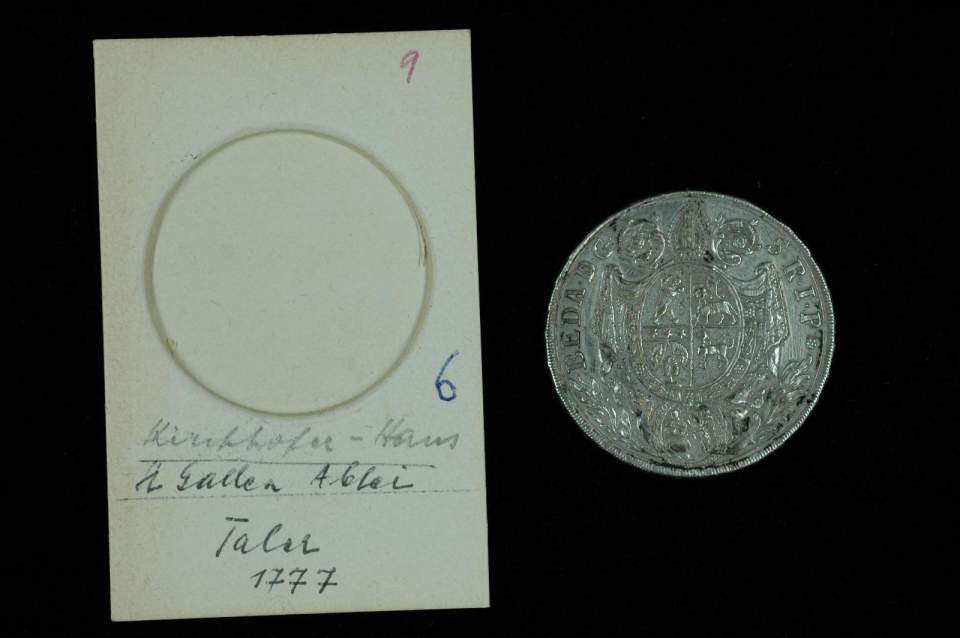 9
6
Kirchhofer-Haus
St Gallen Abtei
Taler
1777
BEDA·D·G S·R·I·P